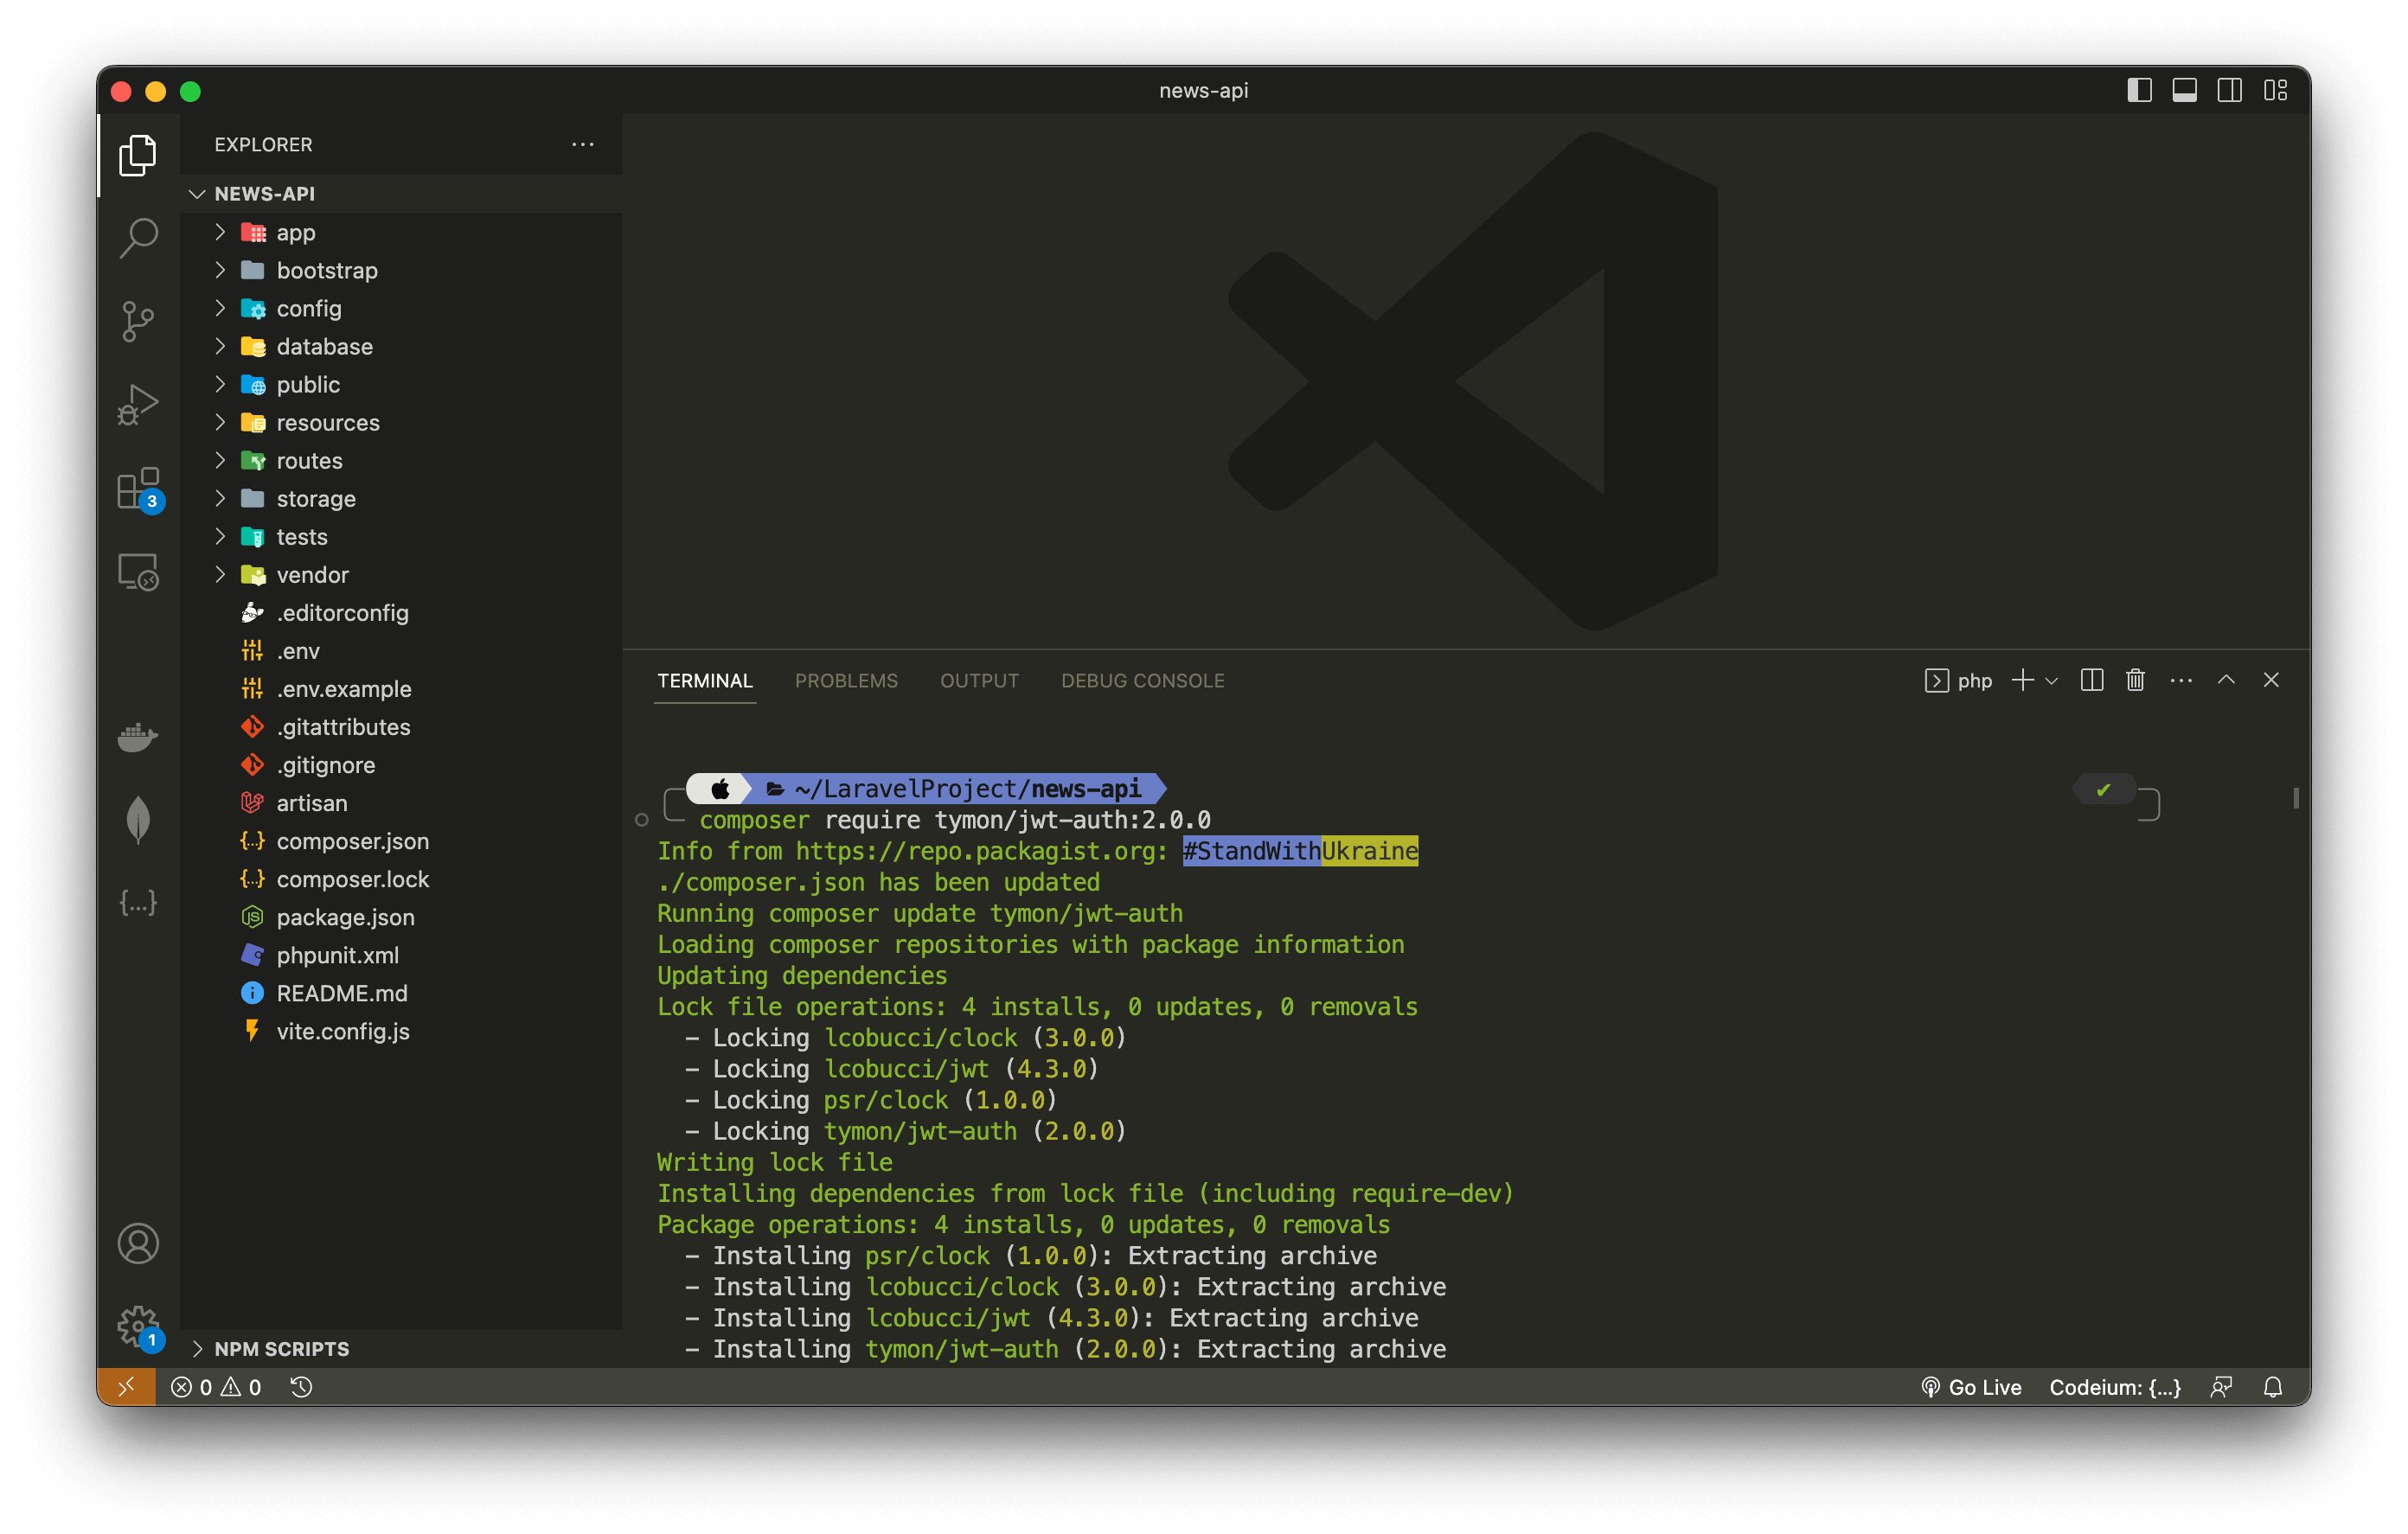 news-api
EXPLORER
NEWS-API
app
bootstrap
config
database
public
resources
routes
storage
tests
vendor
.editorconfig
.env
.env.example
.gitattributes
.gitignore
artisan
composer.json
composer.lock
package.json
phpunit.xml
README.md
vite.config.js
NPM SCRIPTS
3
1
TERMINAL PROBLEMS OUTPUT DEBUG CONSOLE
php
~/LaravelProject/news-api
composer require tymon/jwt-auth:2.0.0
Info from https://repo.packagist.org: #StandWithUkraine
./composer.json has been updated
Running composer update tymon/jwt-auth
Loading composer repositories with package information
Updating dependencies
Lock file operations: 4 installs, 0 updates, 0 removals
- Locking lcobucci/clock (3.0.0)
- Locking lcobucci/jwt (4.3.0)
- Locking psr/clock (1.0.0)
- Locking tymon/jwt-auth (2.0.0)
Writing lock file
Installing dependencies from lock file (including require-dev)
Package operations: 4 installs, 0 updates, 0 removals
- Installing psr/clock (1.0.0): Extracting archive
- Installing lcobucci/clock (3.0.0): Extracting archive
- Installing lcobucci/jwt (4.3.0): Extracting archive
- Installing tymon/jwt-auth (2.0.0): Extracting archive
0 0
Go Live Codeium: {...}